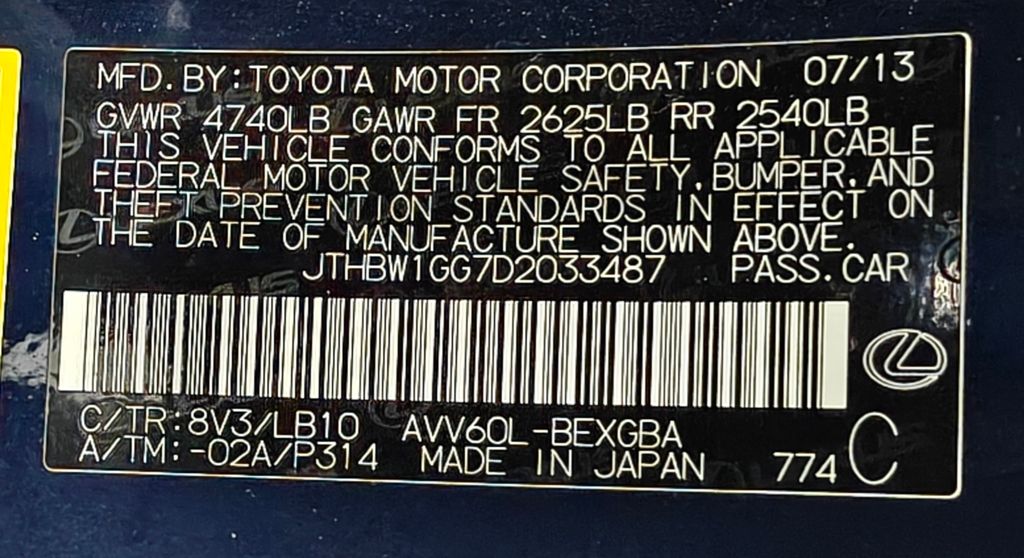 MFD. BY: TOYOTA MOTOR CORPORATION 07/13
GVWR 4740LB GAWR FR 2625LB RR 2540LB
THIS VEHICLE CONFORMS TO ALL APPLICABLE
FEDERAL MOTOR VEHICLE SAFETY, BUMPER, AND
THEFT PREVENTION STANDARDS IN EFFECT ON
THE DATE OF MANUFACTURE SHOWN ABOVE.
JTHBW1GG7D2033487 PASS. CAR
C/TR: 8V3/LB10 AVV60L-BEXGBA
A/TM: -02A/P314 MADE IN JAPAN 774 C